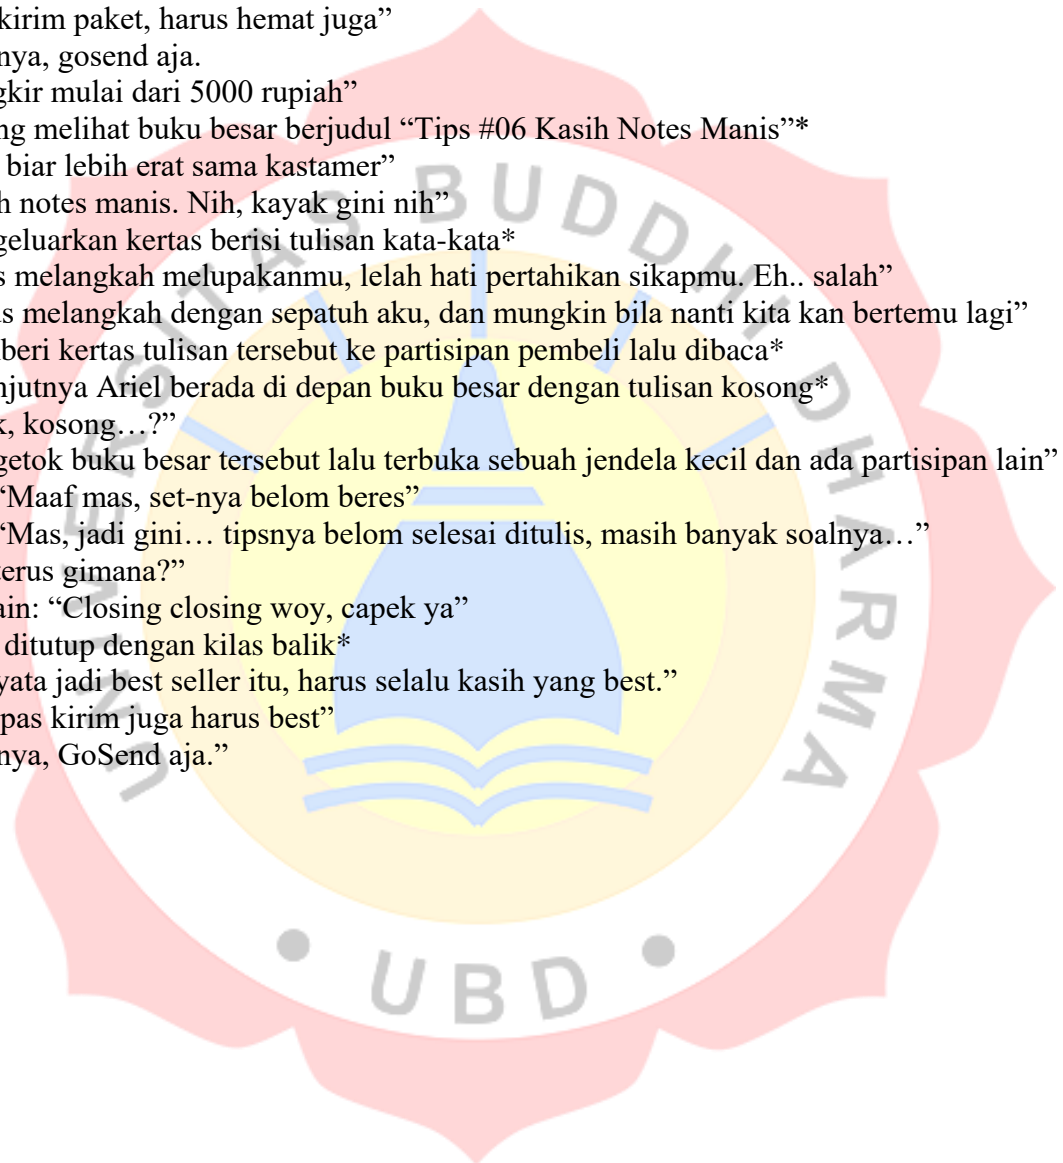 kirim paket, harus hemat juga”
nya, gosend aja.
gkir mulai dari 5000 rupiah”
ng melihat buku besar berjudul “Tips #06 Kasih Notes Manis”*
biar lebih erat sama kastamer”
h notes manis. Nih, kayak gini nih”
geluarkan kertas berisi tulisan kata-kata*
s melangkah melupakanmu, lelah hati pertahikan sikapmu. Eh.. salah”
us melangkah dengan sepatuh aku, dan mungkin bila nanti kita kan bertemu lagi”
beri kertas tulisan tersebut ke partisipan pembeli lalu dibaca*
njutnya Ariel berada di depan buku besar dengan tulisan kosong*
k, kosong…?”
getok buku besar tersebut lalu terbuka sebuah jendela kecil dan ada partisipan lain”
“Maaf mas, set-nya belom beres”
“Mas, jadi gini… tipsnya belom selesai ditulis, masih banyak soalnya…”
terus gimana?”
ain: “Closing closing woy, capek ya”
ditutup dengan kilas balik*
yata jadi best seller itu, harus selalu kasih yang best.”
pas kirim juga harus best”
nya, GoSend aja.”
UNIVERSITAS BUDDHI DHARMA
• UBD •